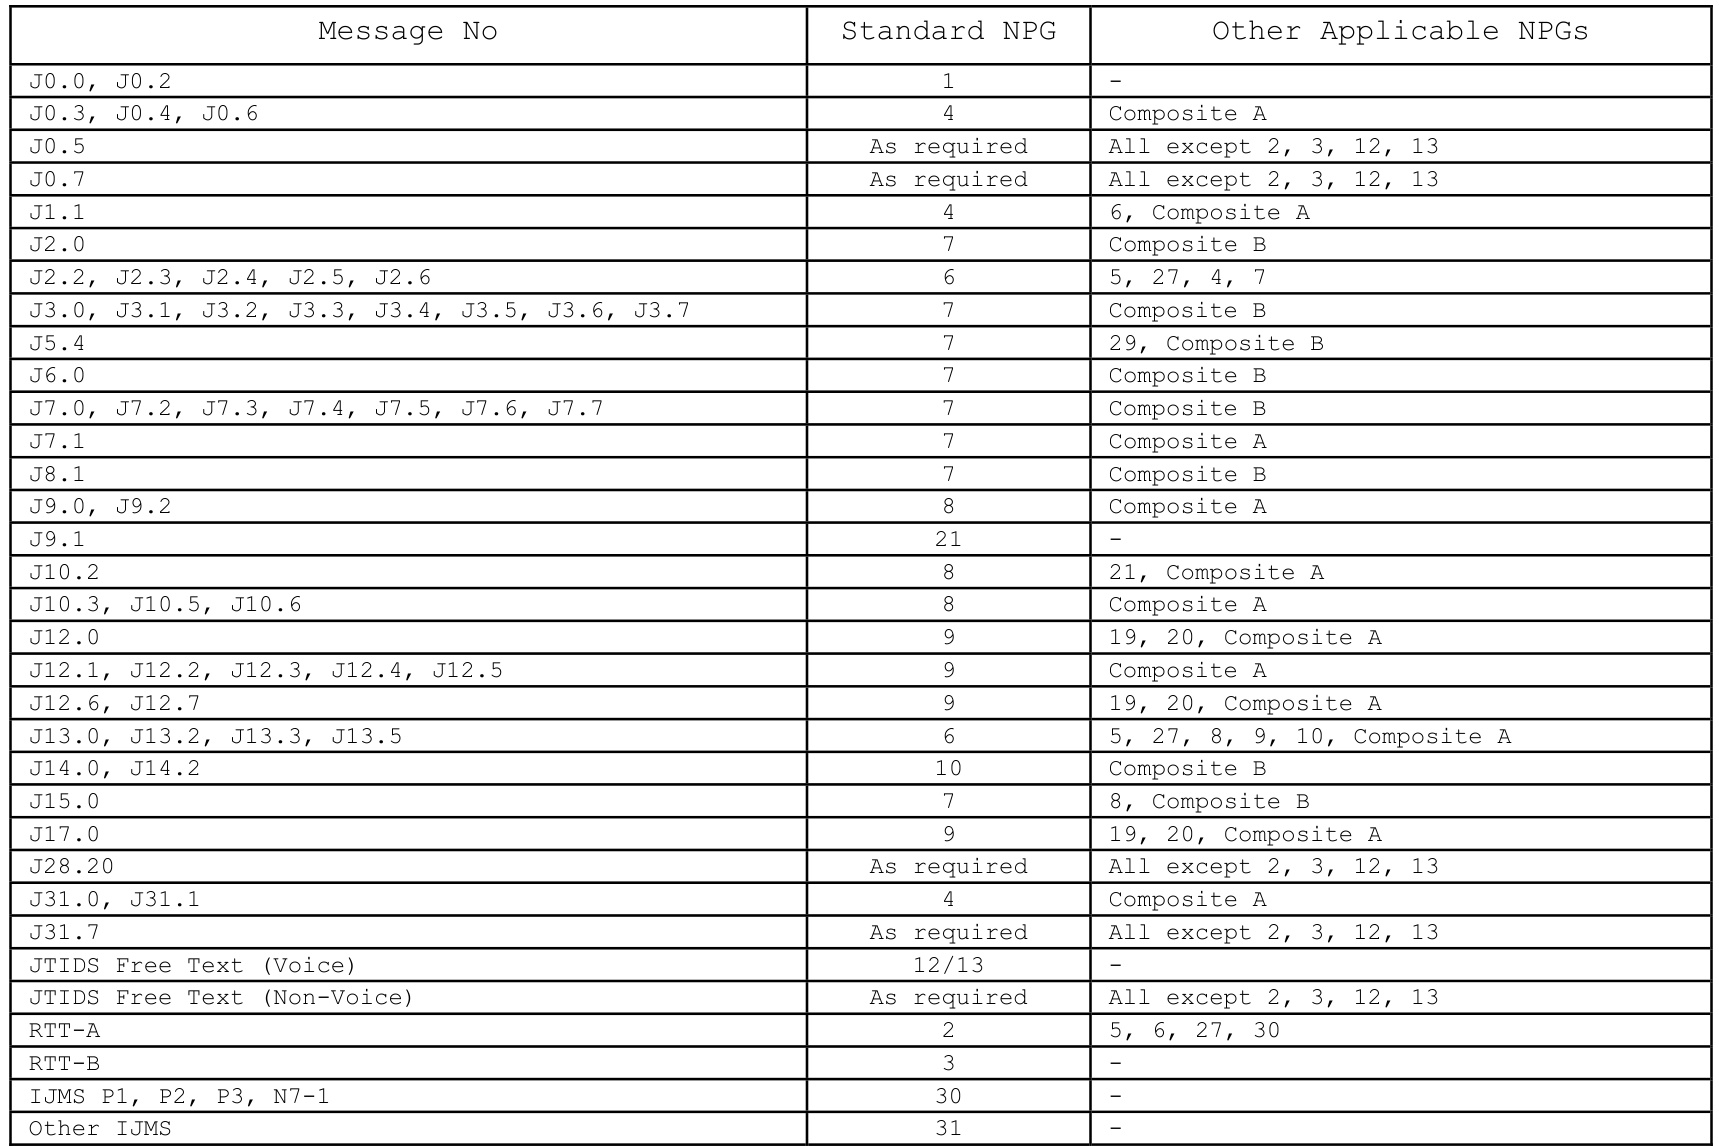 Message No Standard NPG Other Applicable NPGs
J0.0, J0.2 1 -
J0.3, J0.4, J0.6 4 Composite A
J0.5 As required All except 2, 3, 12, 13
J0.7 As required All except 2, 3, 12, 13
J1.1 4 6, Composite A
J2.0 7 Composite B
J2.2, J2.3, J2.4, J2.5, J2.6 6 5, 27, 4, 7
J3.0, J3.1, J3.2, J3.3, J3.4, J3.5, J3.6, J3.7 7 Composite B
J5.4 7 29, Composite B
J6.0 7 Composite B
J7.0, J7.2, J7.3, J7.4, J7.5, J7.6, J7.7 7 Composite B
J7.1 7 Composite A
J8.1 7 Composite B
J9.0, J9.2 8 Composite A
J9.1 21 -
J10.2 8 21, Composite A
J10.3, J10.5, J10.6 8 Composite A
J12.0 9 19, 20, Composite A
J12.1, J12.2, J12.3, J12.4, J12.5 9 Composite A
J12.6, J12.7 9 19, 20, Composite A
J13.0, J13.2, J13.3, J13.5 6 5, 27, 8, 9, 10, Composite A
J14.0, J14.2 10 Composite B
J15.0 7 8, Composite B
J17.0 9 19, 20, Composite A
J28.20 As required All except 2, 3, 12, 13
J31.0, J31.1 4 Composite A
J31.7 As required All except 2, 3, 12, 13
JTIDS Free Text (Voice) 12/13 -
JTIDS Free Text (Non-Voice) As required All except 2, 3, 12, 13
RTT-A 2 5, 6, 27, 30
RTT-B 3 -
IJMS P1, P2, P3, N7-1 30 -
Other IJMS 31 -